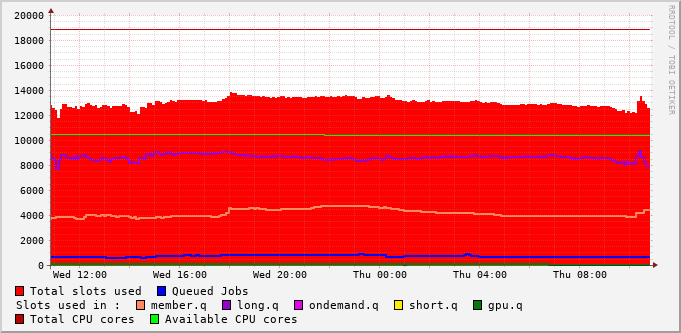 20000
18000
16000
14000
12000
10000
8000
6000
4000
2000
0
Wed 12:00 Wed 16:00 Wed 20:00 Thu 00:00 Thu 04:00 Thu 08:00
RRDTOOL / TOBI OETIKER
Total slots used Queued Jobs
Slots used in : member.q long.q ondemand.q short.q gpu.q
Total CPU cores Available CPU cores